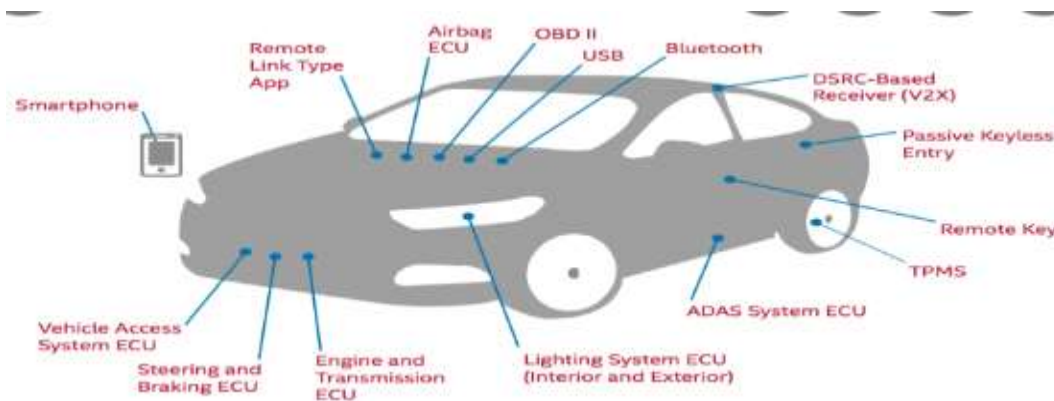 Airbag
ECU
OBD II
USB
Bluetooth
Remote
Link Type
App
Smartphone
DSRC-Based
Receiver (V2X)
Passive Keyless
Entry
Remote Key
TPMS
ADAS System ECU
Vehicle Access
System ECU
Steering and
Braking ECU
Engine and
Transmission
ECU
Lighting System ECU
(Interior and Exterior)